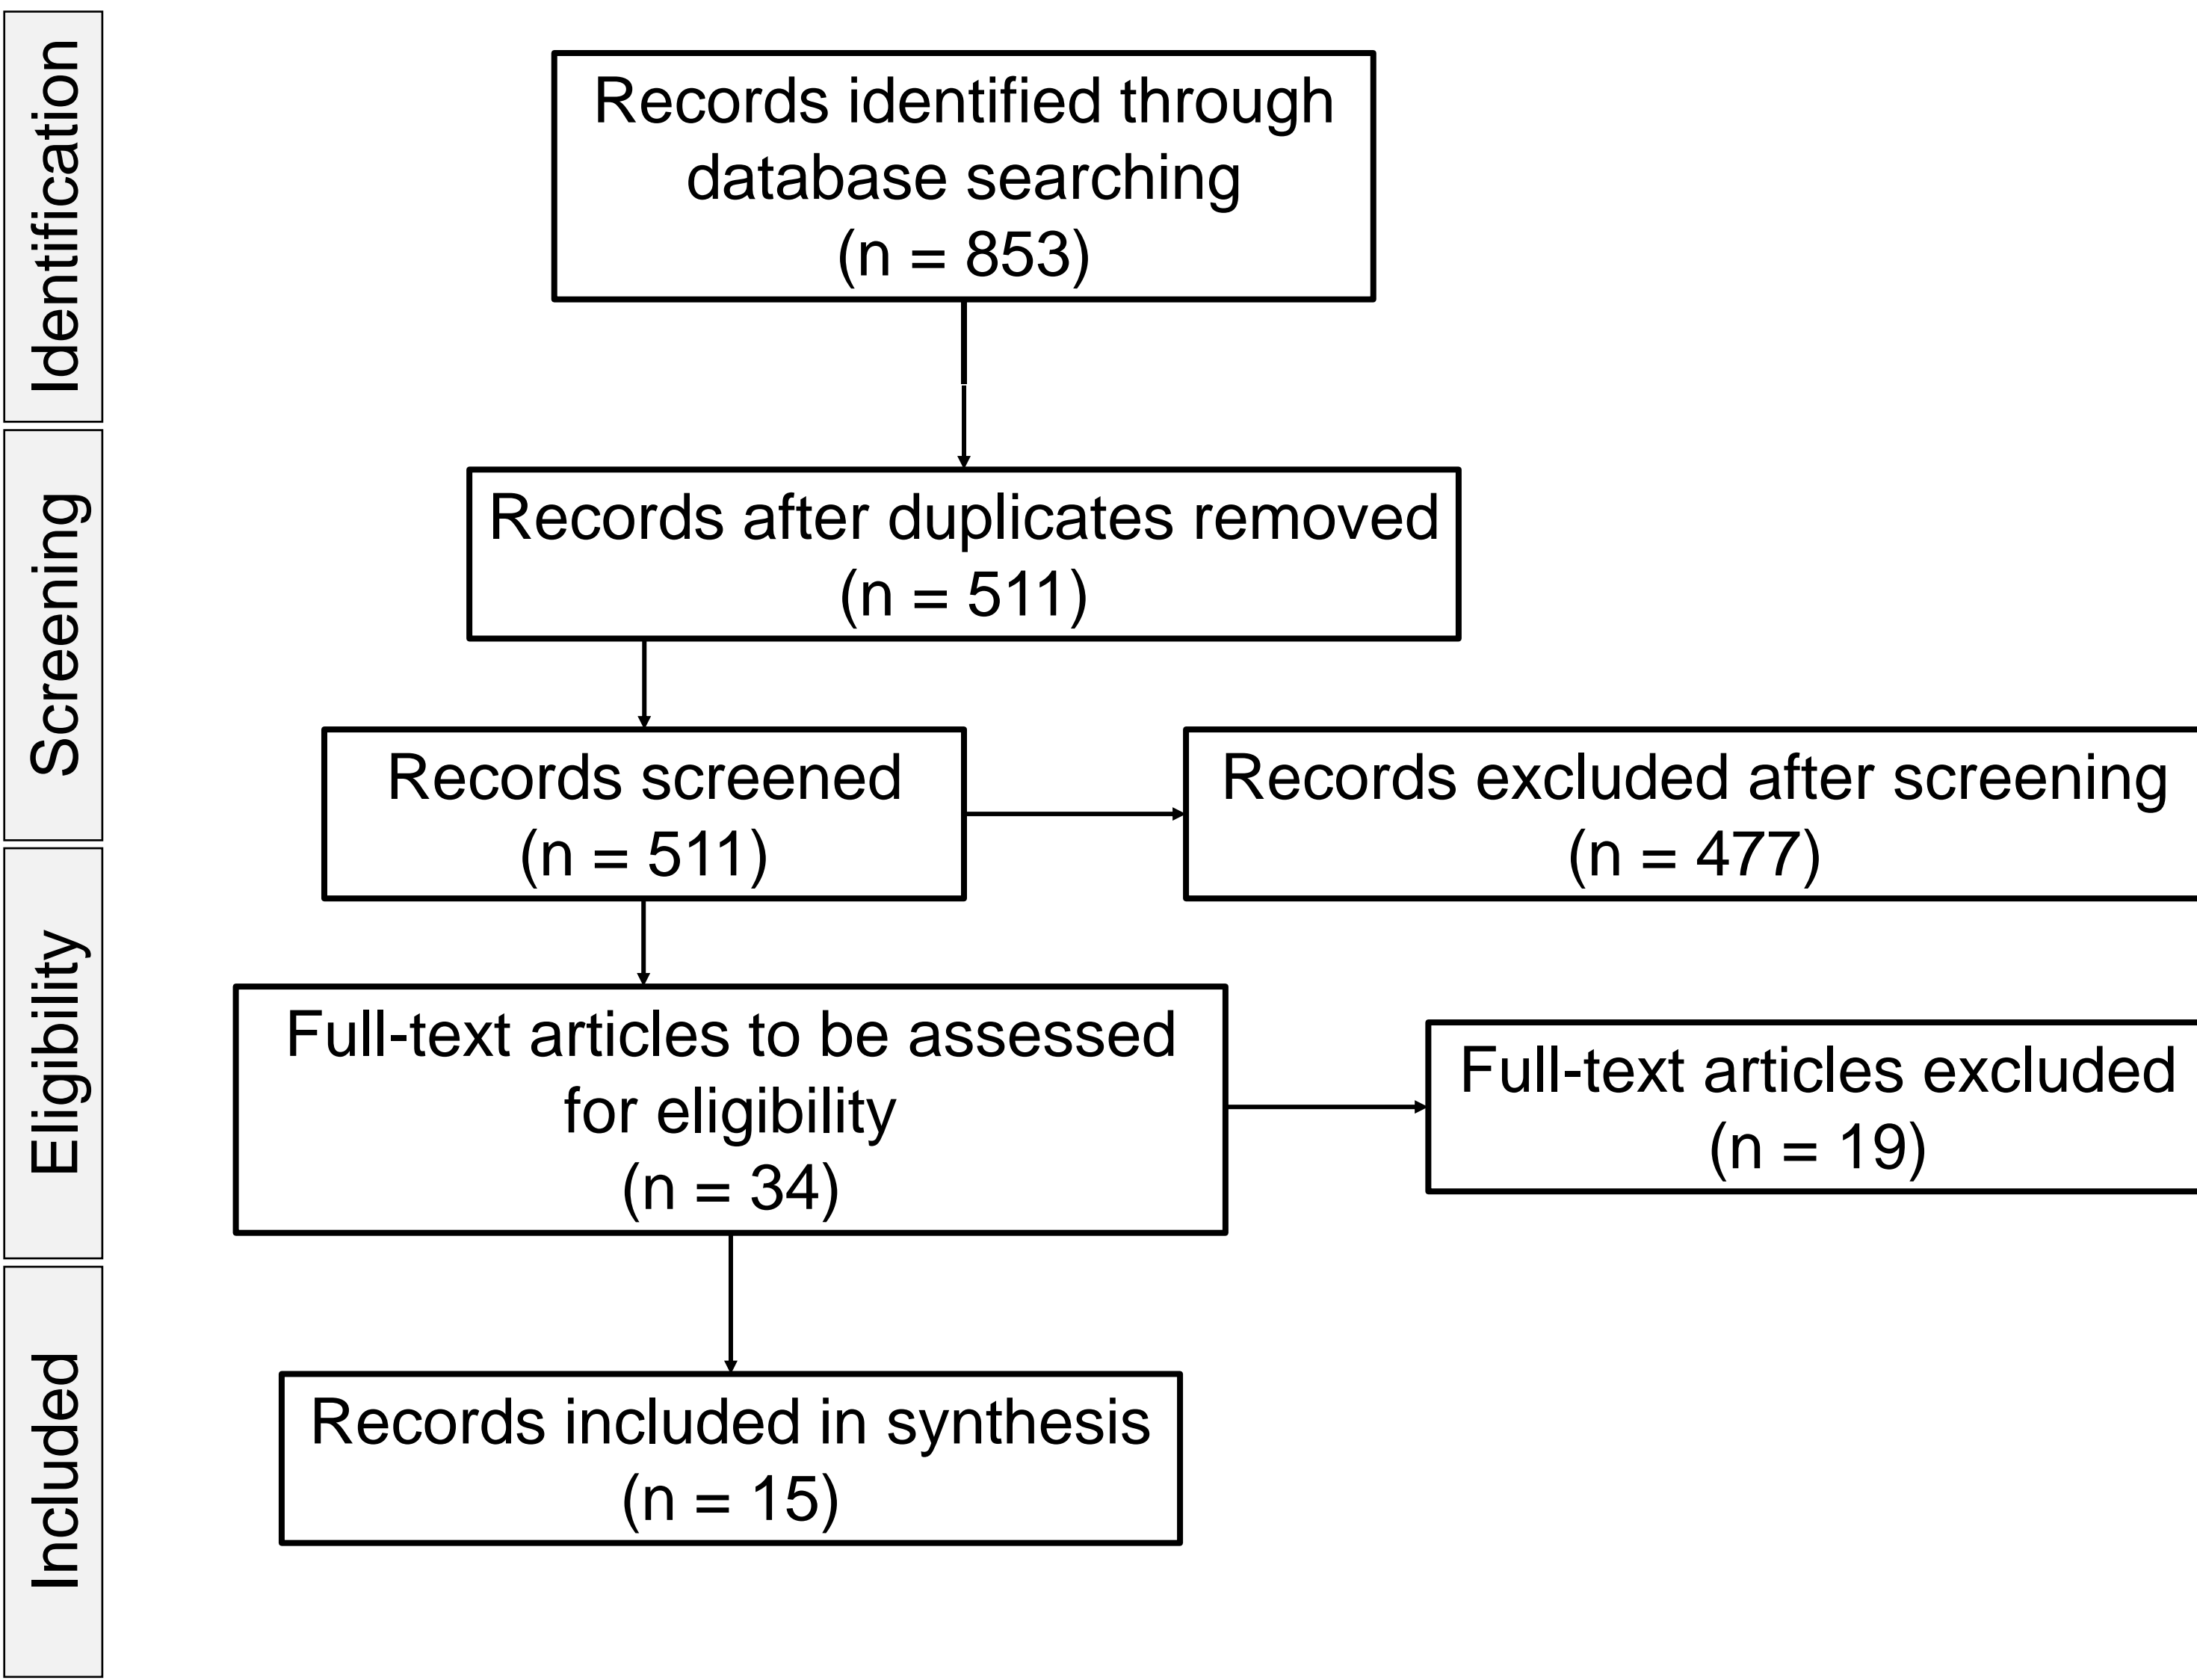 Identification
Records identified through
database searching
(n = 853)
Screening
Records after duplicates removed
(n = 511)
Records screened
(n = 511)
Records excluded after screening
(n = 477)
Eligibility
Full-text articles to be assessed
for eligibility
(n = 34)
Full-text articles excluded
(n = 19)
Included
Records included in synthesis
(n = 15)